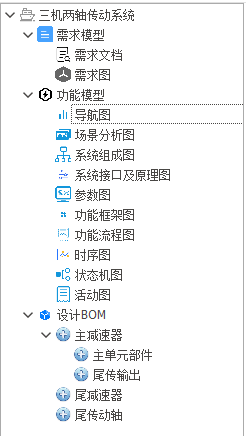 三机两轴传动系统
需求模型
需求文档
需求图
功能模型
导航图
场景分析图
系统组成图
系统接口及原理图
参数图
功能框架图
功能流程图
时序图
状态机图
活动图
设计BOM
主减速器
主单元部件
尾传输出
尾减速器
尾传动轴